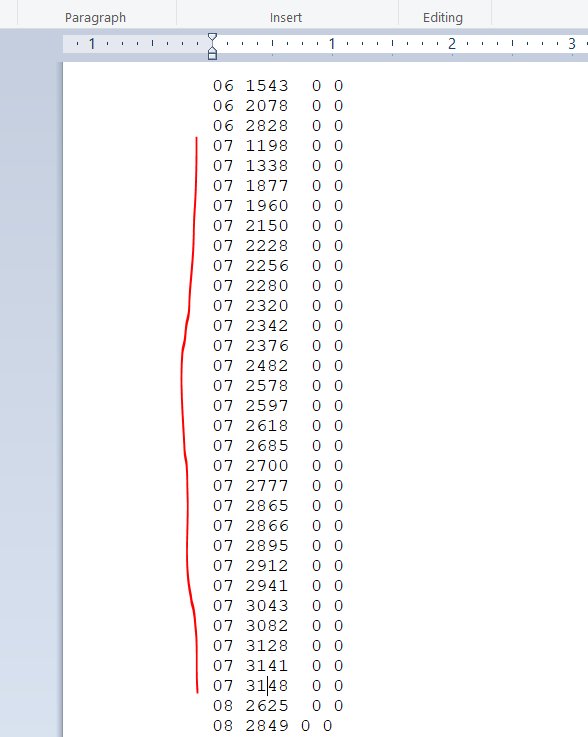 Paragraph Insert Editing
1 1 2 3
06 1543  0 0
06 2078  0 0
06 2828  0 0
07 1198  0 0
07 1338  0 0
07 1877  0 0
07 1960  0 0
07 2150  0 0
07 2228  0 0
07 2256  0 0
07 2280  0 0
07 2320  0 0
07 2342  0 0
07 2376  0 0
07 2482  0 0
07 2578  0 0
07 2597  0 0
07 2618  0 0
07 2685  0 0
07 2700  0 0
07 2777  0 0
07 2865  0 0
07 2866  0 0
07 2895  0 0
07 2912  0 0
07 2941  0 0
07 3043  0 0
07 3082  0 0
07 3128  0 0
07 3141  0 0
07 3148  0 0
08 2625  0 0
08 2849 0 0